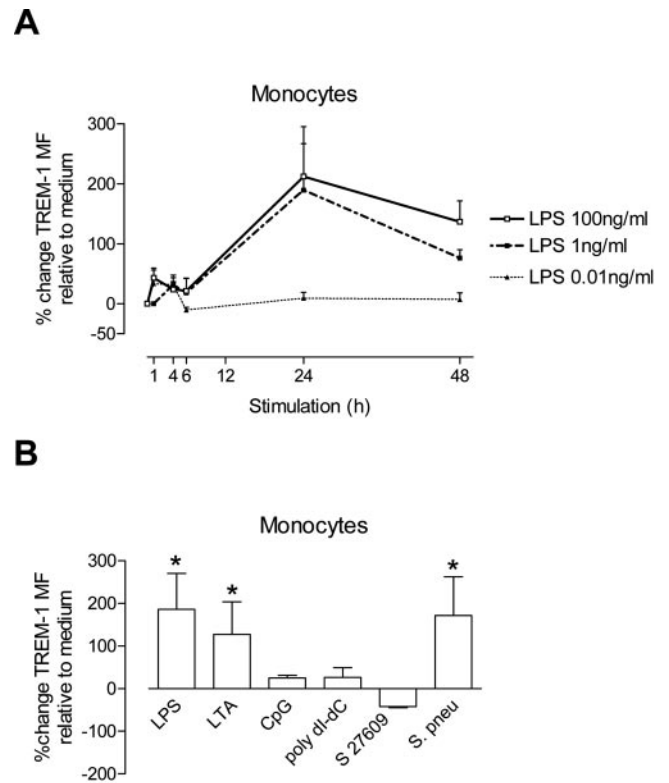 A
Monocytes
% change TREM-1 MF
relative to medium
300
200
100
0
-50
LPS 100ng/ml
LPS 1ng/ml
LPS 0.01ng/ml
1 4 6 12 24 48
Stimulation (h)
B
Monocytes
%change TREM-1 MF
relative to medium
300
200
100
0
-100
-200
* * *
LPS LTA CpG poly dI-dC S 27609 S. pneu